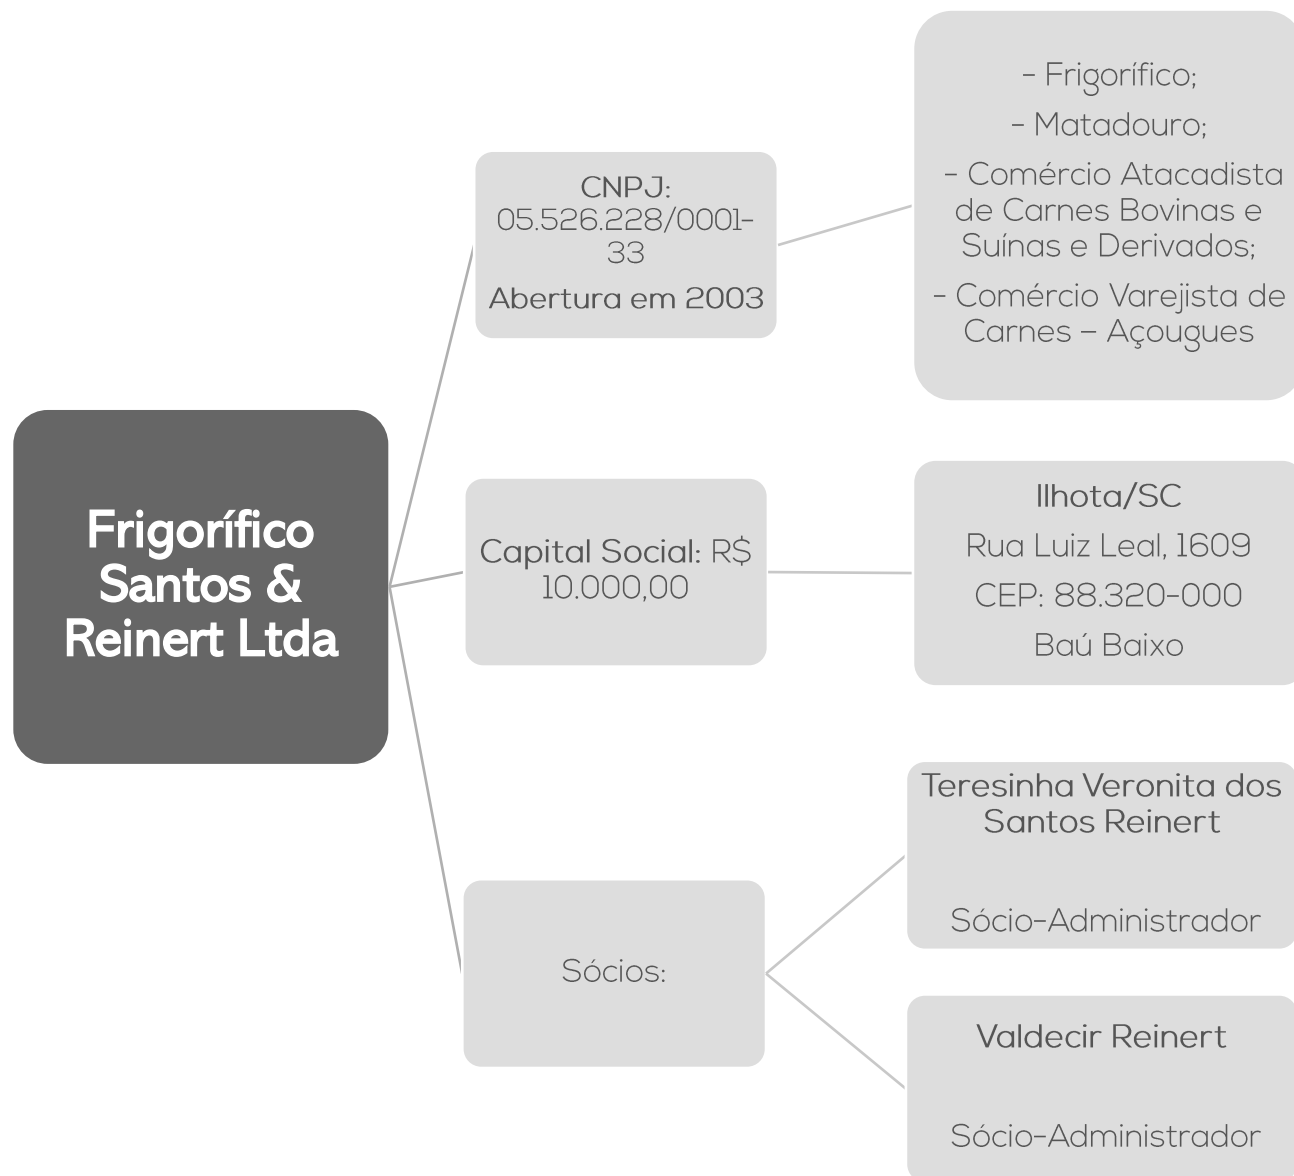 Frigorífico
Santos &
Reinert Ltda
CNPJ:
05.526.228/0001-
33
Abertura em 2003
- Frigorífico;
- Matadouro;
- Comércio Atacadista
de Carnes Bovinas e
Suínas e Derivados;
- Comércio Varejista de
Carnes – Açougues
Capital Social: R$
10.000,00
Ilhota/SC
Rua Luiz Leal, 1609
CEP: 88.320-000
Baú Baixo
Sócios:
Teresinha Veronita dos
Santos Reinert
Sócio-Administrador
Valdecir Reinert
Sócio-Administrador